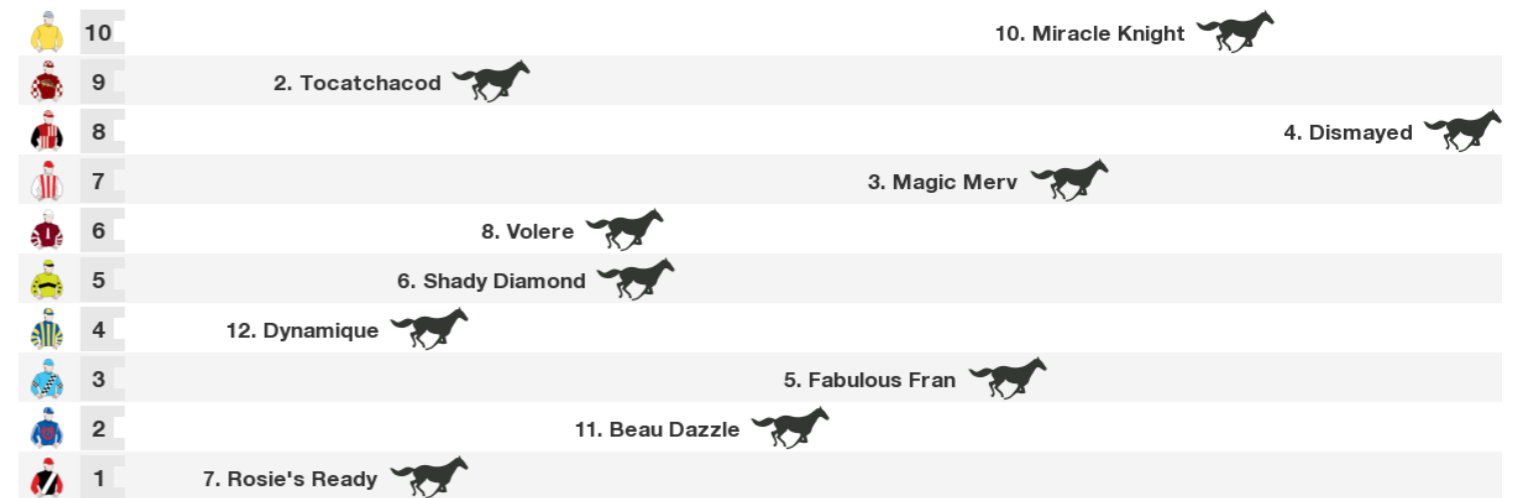 10 10. Miracle Knight
9 2. Tocatchacod
8 4. Dismayed
7 3. Magic Merv
6 8. Volere
5 6. Shady Diamond
4 12. Dynamique
3 5. Fabulous Fran
2 11. Beau Dazzle
1 7. Rosie's Ready